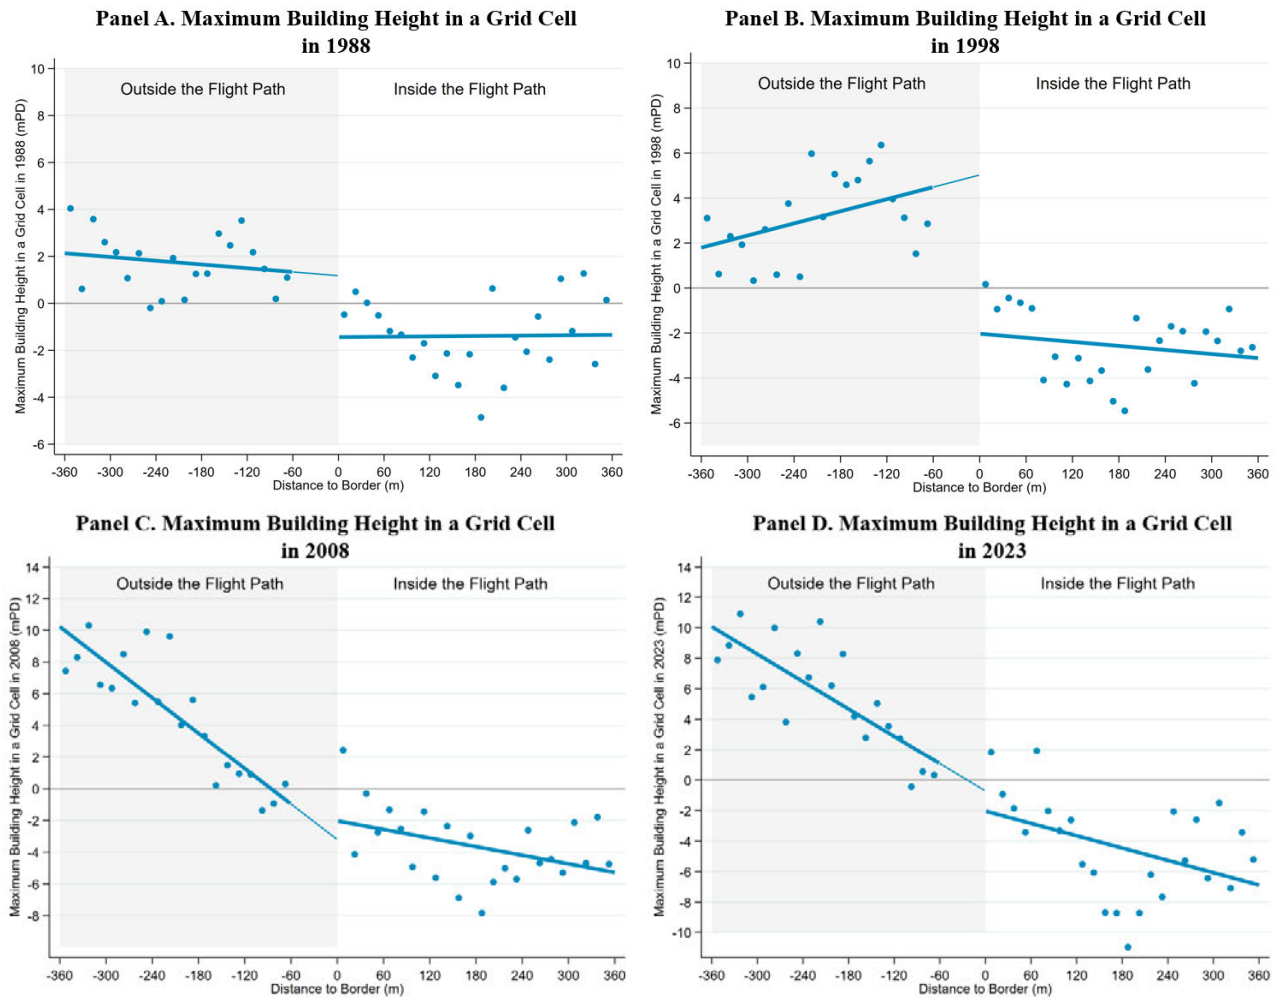 Panel A. Maximum Building Height in a Grid Cell
in 1988
Maximum Building Height in a Grid Cell in 1988 (mPD)
Outside the Flight Path
Inside the Flight Path
10
8
6
4
2
0
-2
-4
-6
-360 -300 -240 -180 -120 -60 0 60 120 180 240 300 360
Distance to Border (m)
Panel B. Maximum Building Height in a Grid Cell
in 1998
Maximum Building Height in a Grid Cell in 1998 (mPD)
Outside the Flight Path
Inside the Flight Path
10
8
6
4
2
0
-2
-4
-6
-360 -300 -240 -180 -120 -60 0 60 120 180 240 300 360
Distance to Border (m)
Panel C. Maximum Building Height in a Grid Cell
in 2008
Maximum Building Height in a Grid Cell in 2008 (mPD)
Outside the Flight Path
Inside the Flight Path
14
12
10
8
6
4
2
0
-2
-4
-6
-8
-360 -300 -240 -180 -120 -60 0 60 120 180 240 300 360
Distance to Border (m)
Panel D. Maximum Building Height in a Grid Cell
in 2023
Maximum Building Height in a Grid Cell in 2023 (mPD)
Outside the Flight Path
Inside the Flight Path
14
12
10
8
6
4
2
0
-2
-4
-6
-8
-10
-360 -300 -240 -180 -120 -60 0 60 120 180 240 300 360
Distance to Border (m)